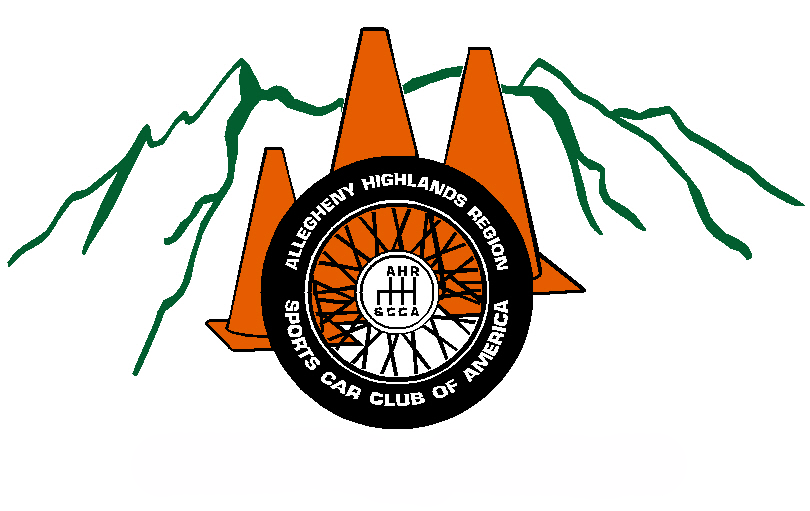 ALLEGHENY HIGHLANDS REGION
AHR
SCCA
SPORTS CAR CLUB OF AMERICA